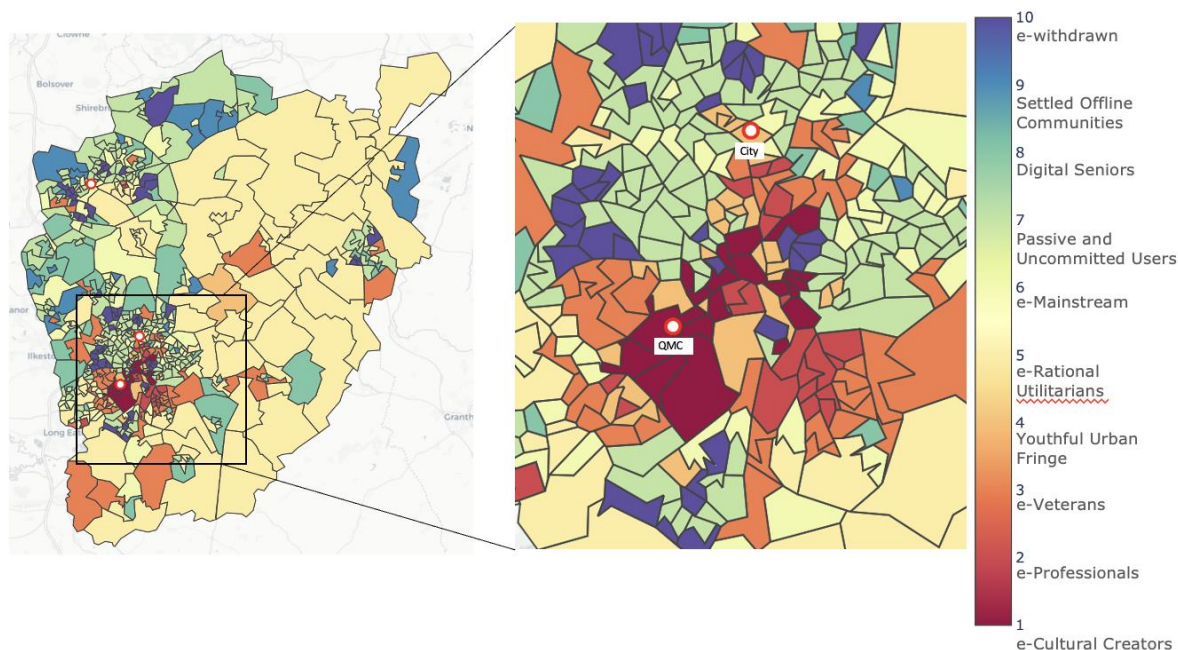 Clowne
Bolsover
Shirebr
N
anor
Ilkesto
Long Ea
Granth
City
QMC
10
e-withdrawn
9
Settled Offline
Communities
8
Digital Seniors
7
Passive and
Uncommitted Users
6
e-Mainstream
5
e-Rational
Utilitarians
4
Youthful Urban
Fringe
3
e-Veterans
2
e-Professionals
1
e-Cultural Creators